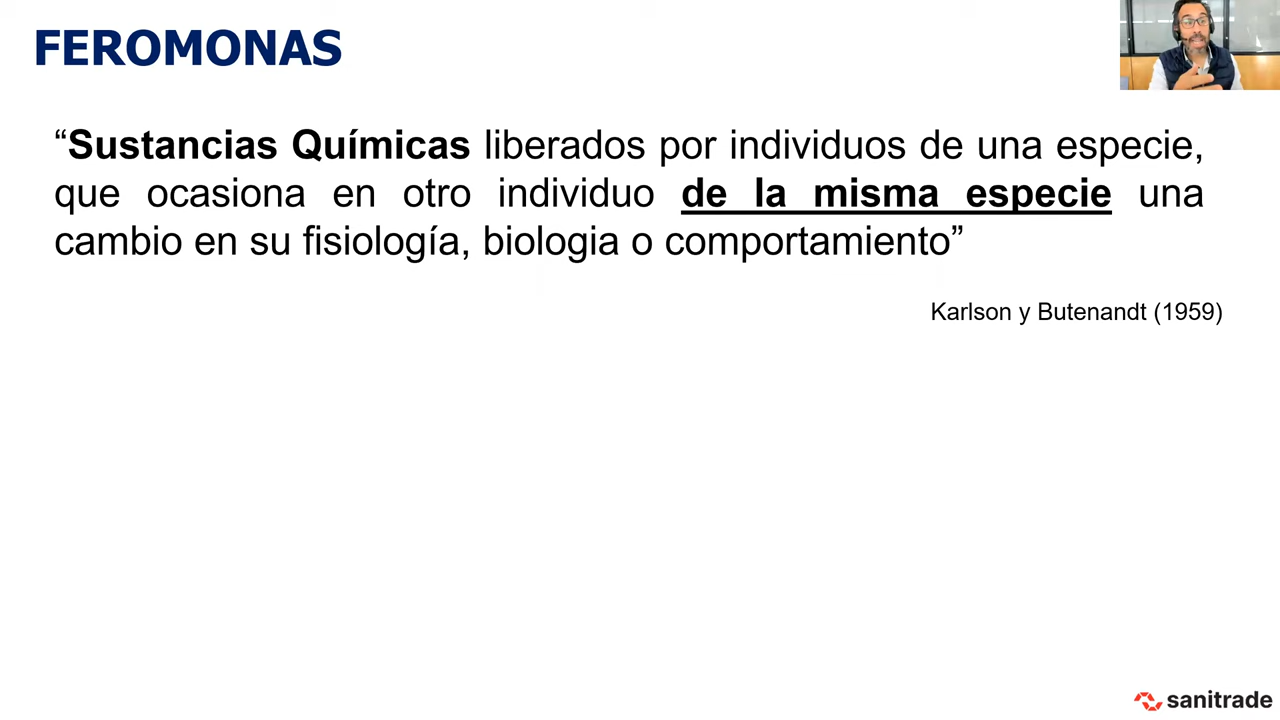 FEROMONAS
“Sustancias Químicas liberados por individuos de una especie,
que ocasiona en otro individuo de la misma especie una
cambio en su fisiología, biologia o comportamiento”
Karlson y Butenandt (1959)
sanitrade